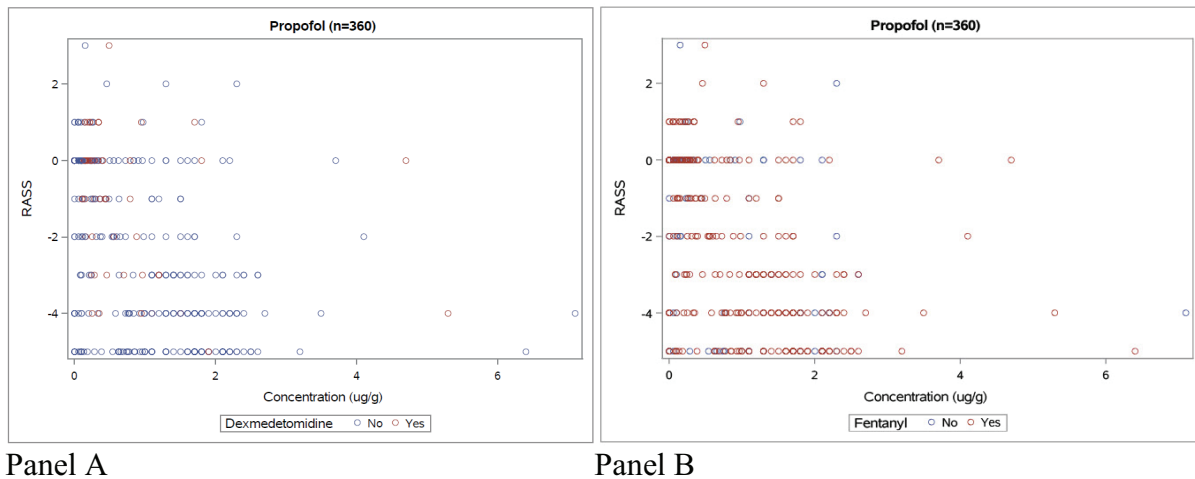 Propofol (n=360)
2
0
-2
-4
RASS
0 2 4 6
Concentration (ug/g)
Dexmedetomidine No Yes
Panel A
Propofol (n=360)
2
0
-2
-4
RASS
0 2 4 6
Concentration (ug/g)
Fentanyl No Yes
Panel B